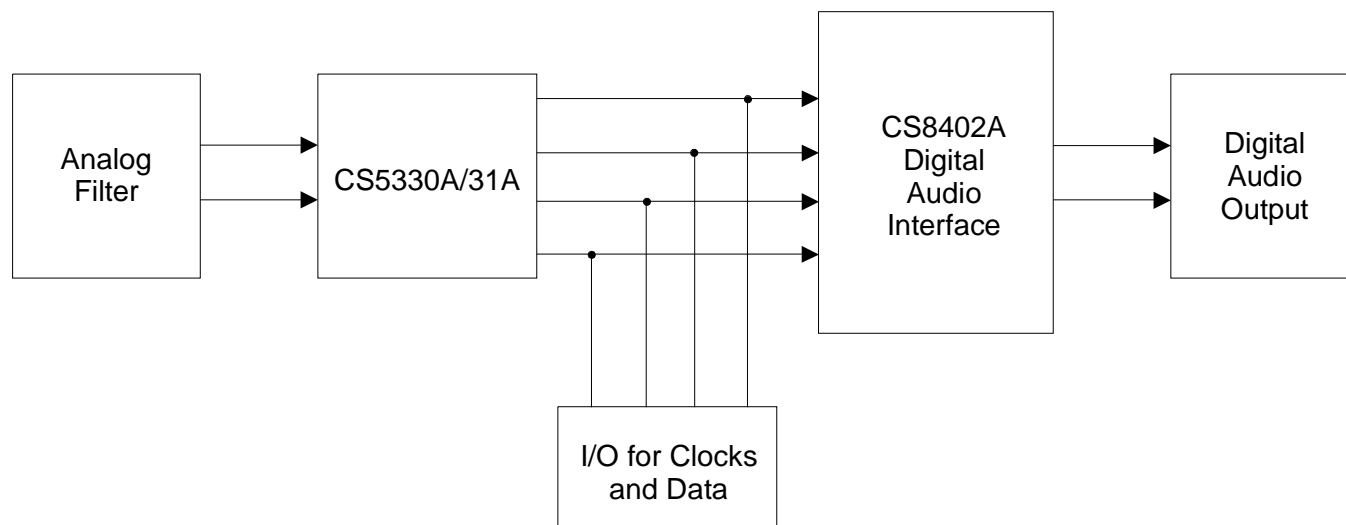 Analog
Filter
CS5330A/31A
CS8402A
Digital
Audio
Interface
Digital
Audio
Output
I/O for Clocks
and Data